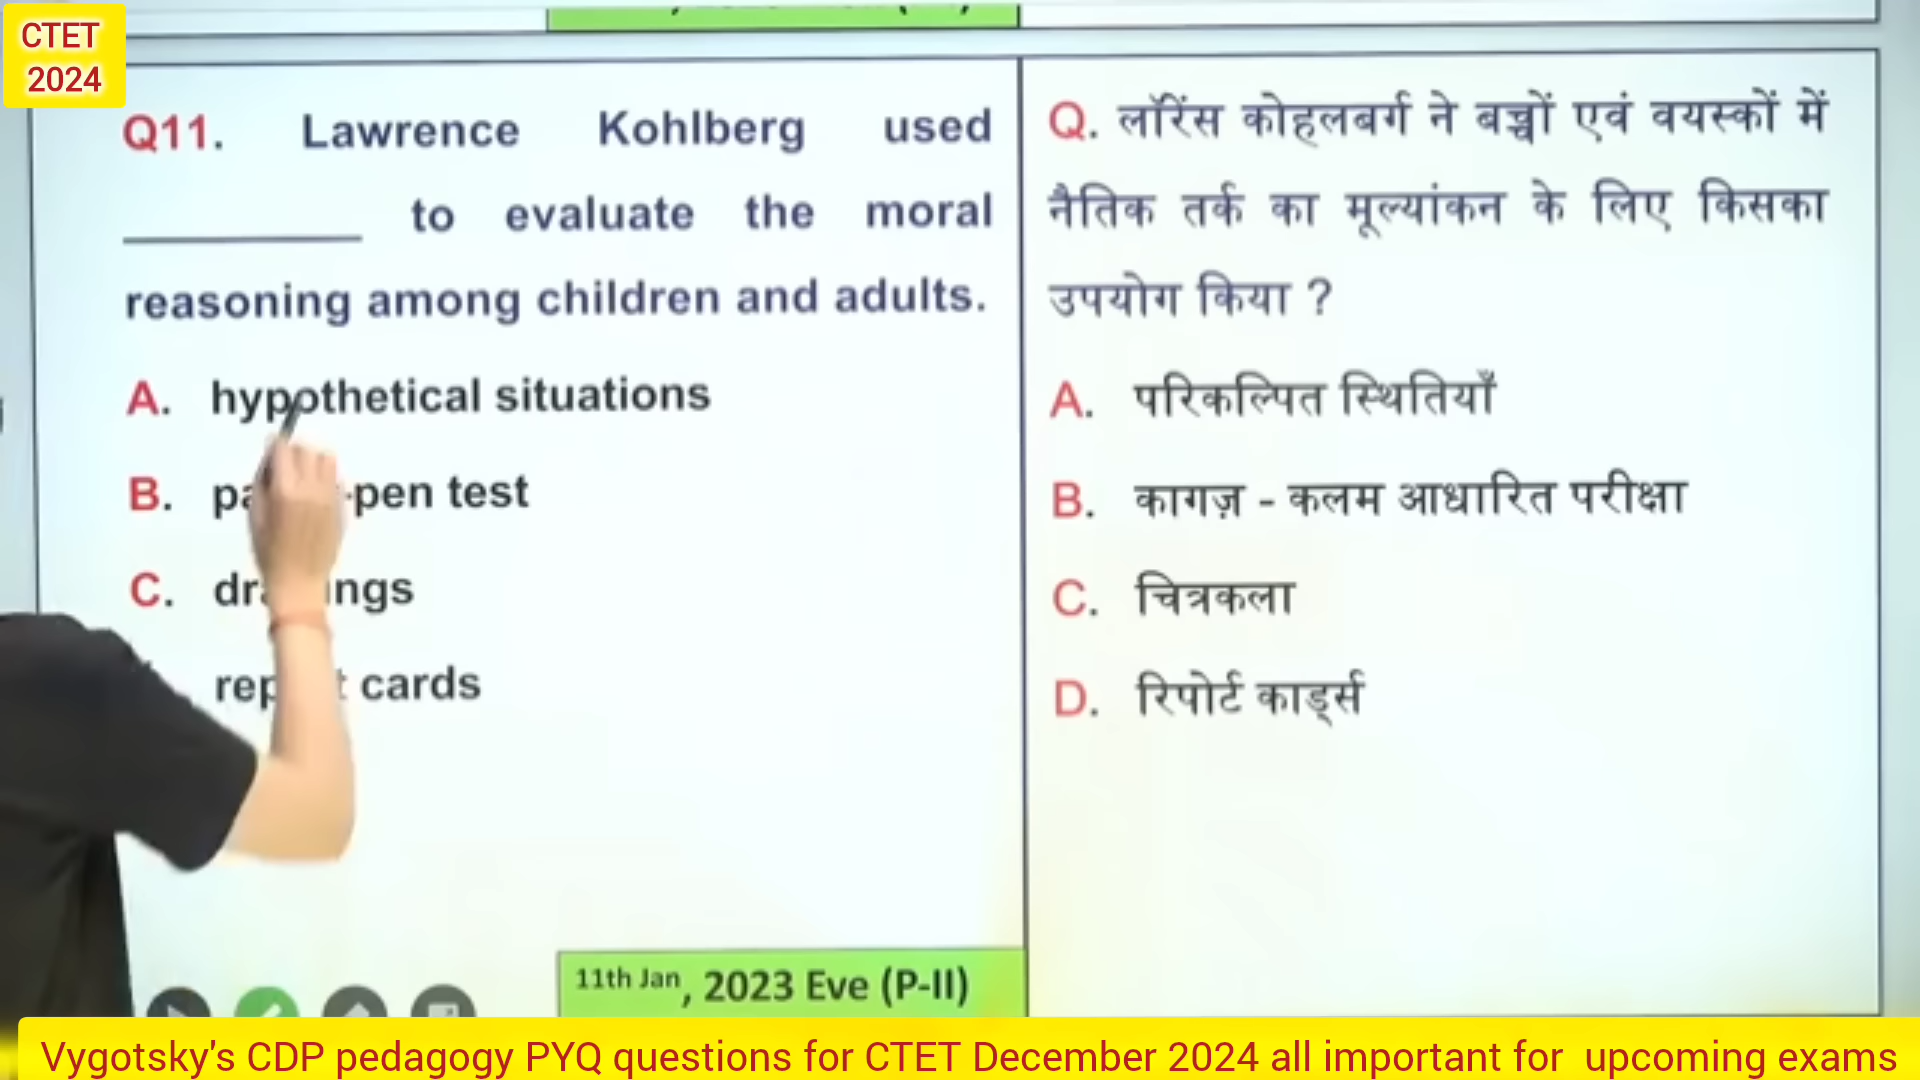 CTET
2024
Q11. Lawrence Kohlberg used
__________ to evaluate the moral
reasoning among children and adults.
A. hypothetical situations
B. pen test
C.
cards
11th Jan, 2023 Eve (P-II)
Q. लॉरेंस कोहलबर्ग ने बच्चों एवं वयस्कों में
नैतिक तर्क का मूल्यांकन के लिए किसका
उपयोग किया ?
A. परिकल्पित स्थितियाँ
B. कागज़ - कलम आधारित परीक्षा
C. चित्रकला
D. रिपोर्ट कार्ड्स
Vygotsky's CDP pedagogy PYQ questions for CTET December 2024 all important for upcoming exams